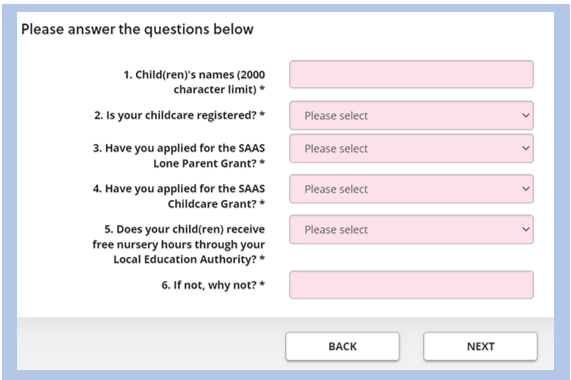 Please answer the questions below
1. Child(ren)'s names (2000
character limit) *
2. Is your childcare registered? *
Please select
3. Have you applied for the SAAS
Lone Parent Grant? *
Please select
4. Have you applied for the SAAS
Childcare Grant? *
Please select
5. Does your child(ren) receive
free nursery hours through your
Local Education Authority? *
Please select
6. If not, why not? *
BACK
NEXT